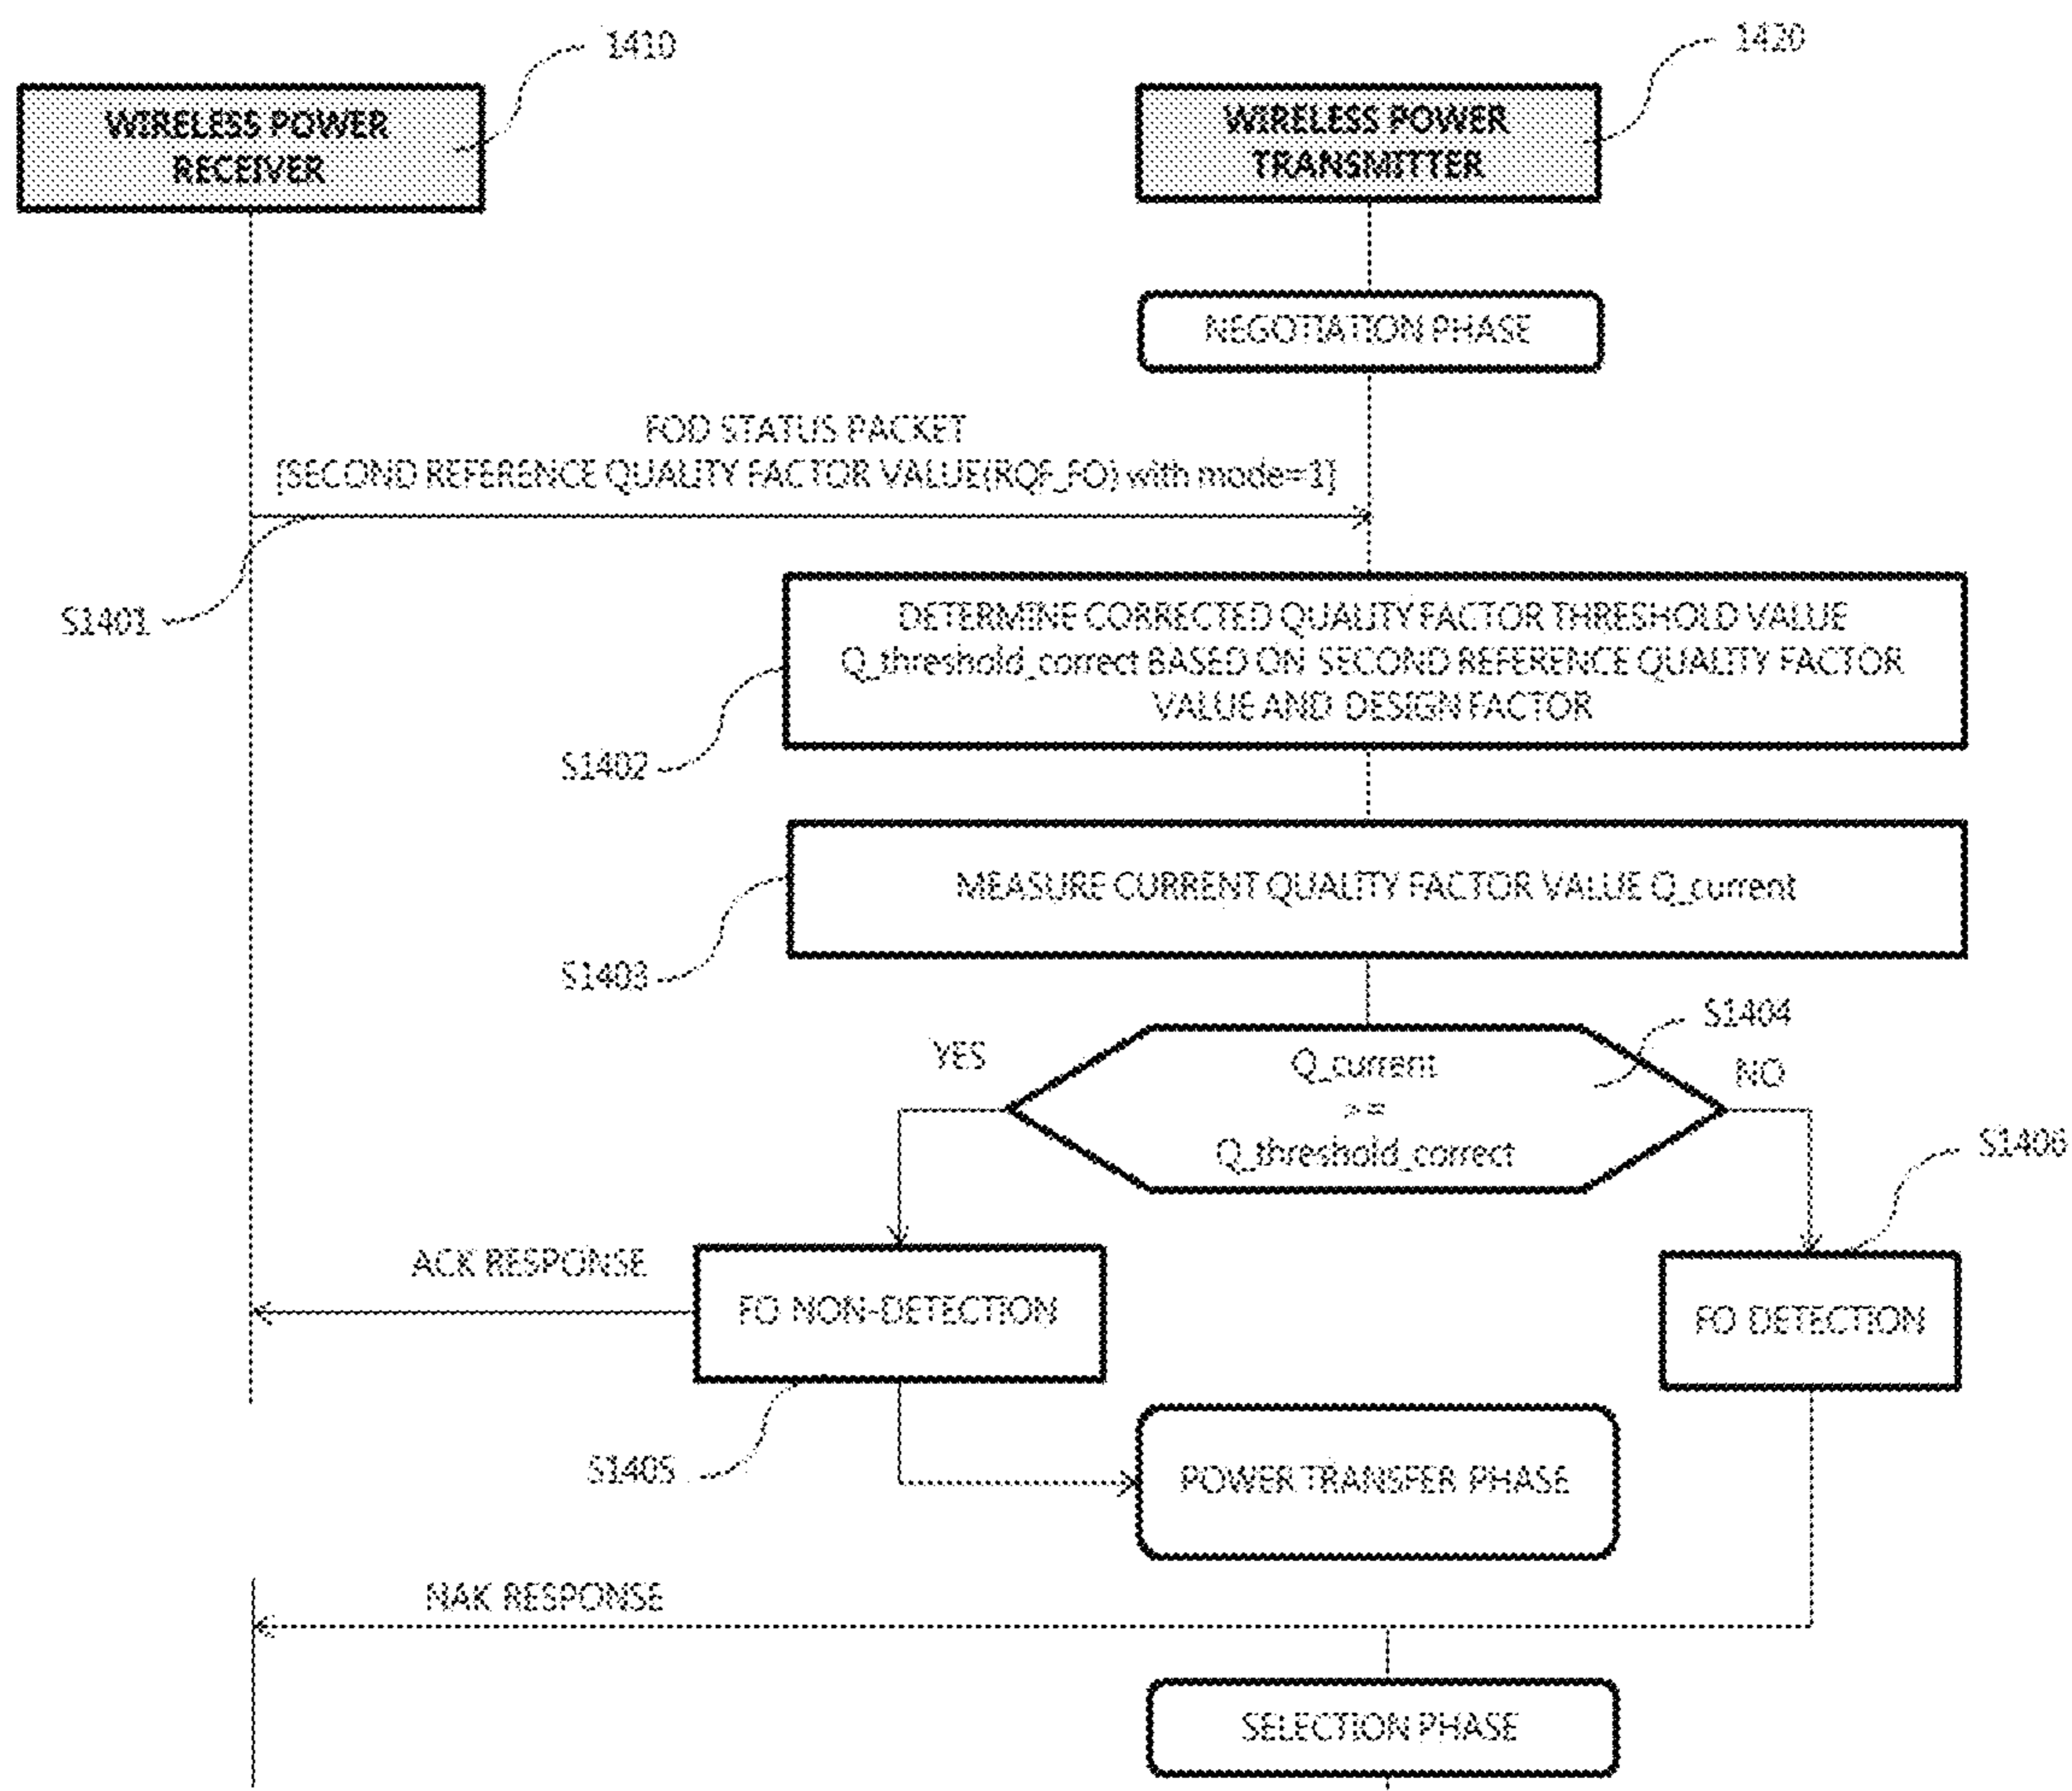 1410
1420
WIRELESS POWER
RECEIVER
WIRELESS POWER
TRANSMITTER
NEGOTIATION PHASE
FOD STATUS PACKET
[SECOND REFERENCE QUALITY FACTOR VALUE(RQF_FO) with mode=1]
S1401
DETERMINE CORRECTED QUALITY FACTOR THRESHOLD VALUE
Q_threshold_correct BASED ON SECOND REFERENCE QUALITY FACTOR
VALUE AND DESIGN FACTOR
S1402
MEASURE CURRENT QUALITY FACTOR VALUE Q_current
S1403
S1404
YES
Q_current
>=
Q_threshold_correct
NO
S1406
ACK RESPONSE
FO NON-DETECTION
FO DETECTION
S1405
POWER TRANSFER PHASE
NAK RESPONSE
SELECTION PHASE